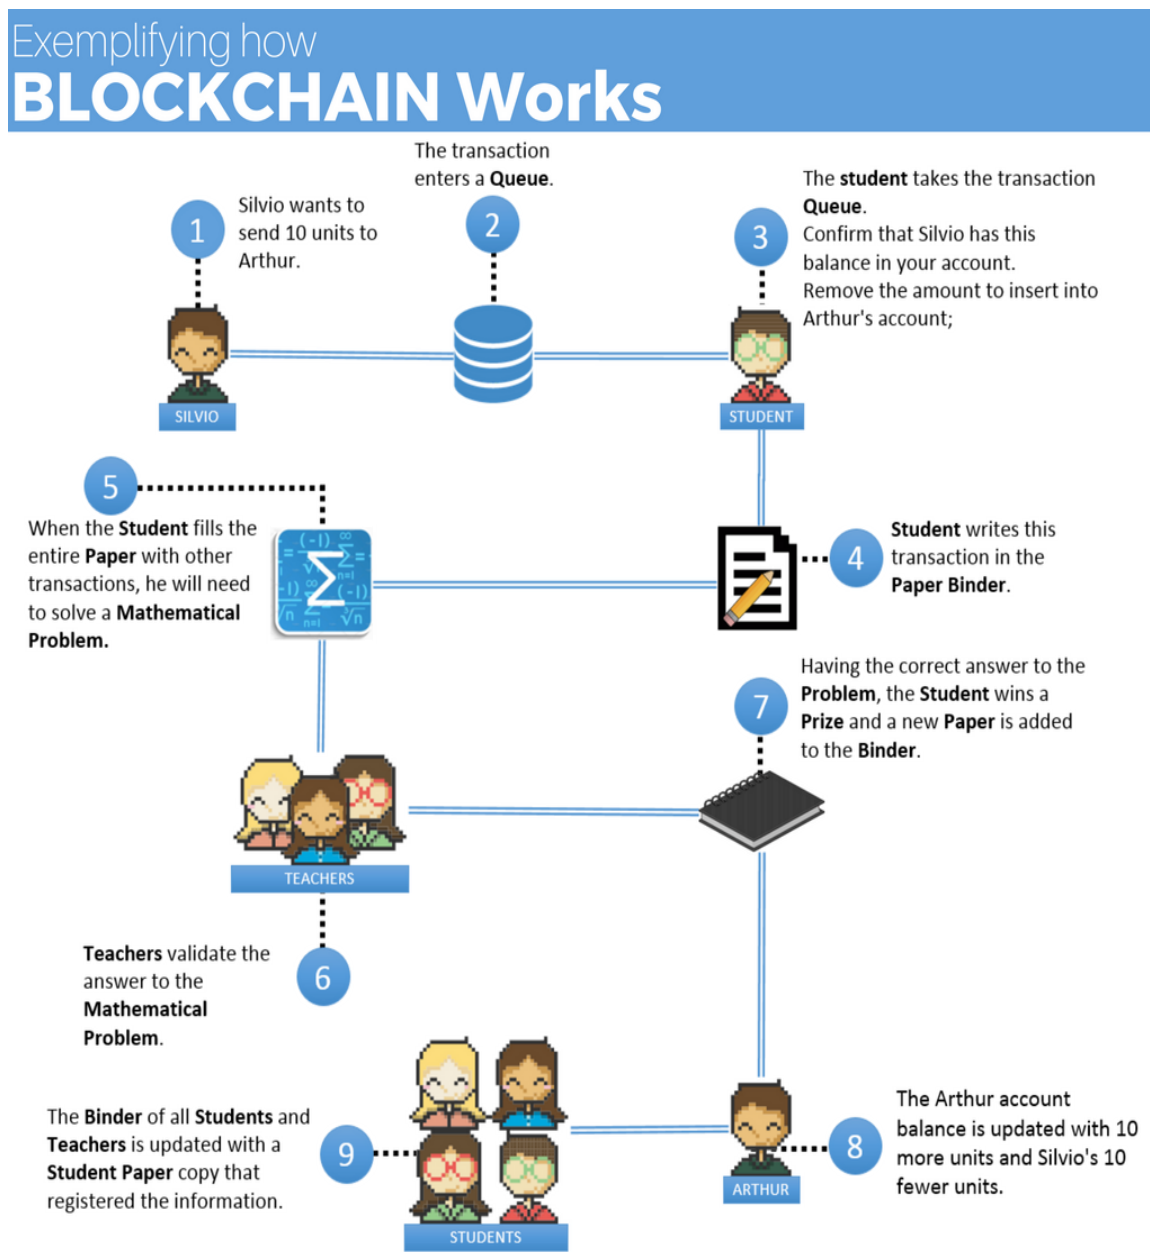 Exemplifying how
BLOCKCHAIN Works
1
Silvio wants to
send 10 units to
Arthur.
SILVIO
The transaction
enters a Queue.
2
3
The student takes the transaction
Queue.
Confirm that Silvio has this
balance in your account.
Remove the amount to insert into
Arthur's account;
STUDENT
4
Student writes this
transaction in the
Paper Binder.
5
When the Student fills the
entire Paper with other
transactions, he will need
to solve a Mathematical
Problem.
TEACHERS
6
Teachers validate the
answer to the
Mathematical
Problem.
7
Having the correct answer to the
Problem, the Student wins a
Prize and a new Paper is added
to the Binder.
ARTHUR
8
The Arthur account
balance is updated with 10
more units and Silvio's 10
fewer units.
9
The Binder of all Students and
Teachers is updated with a
Student Paper copy that
registered the information.
STUDENTS